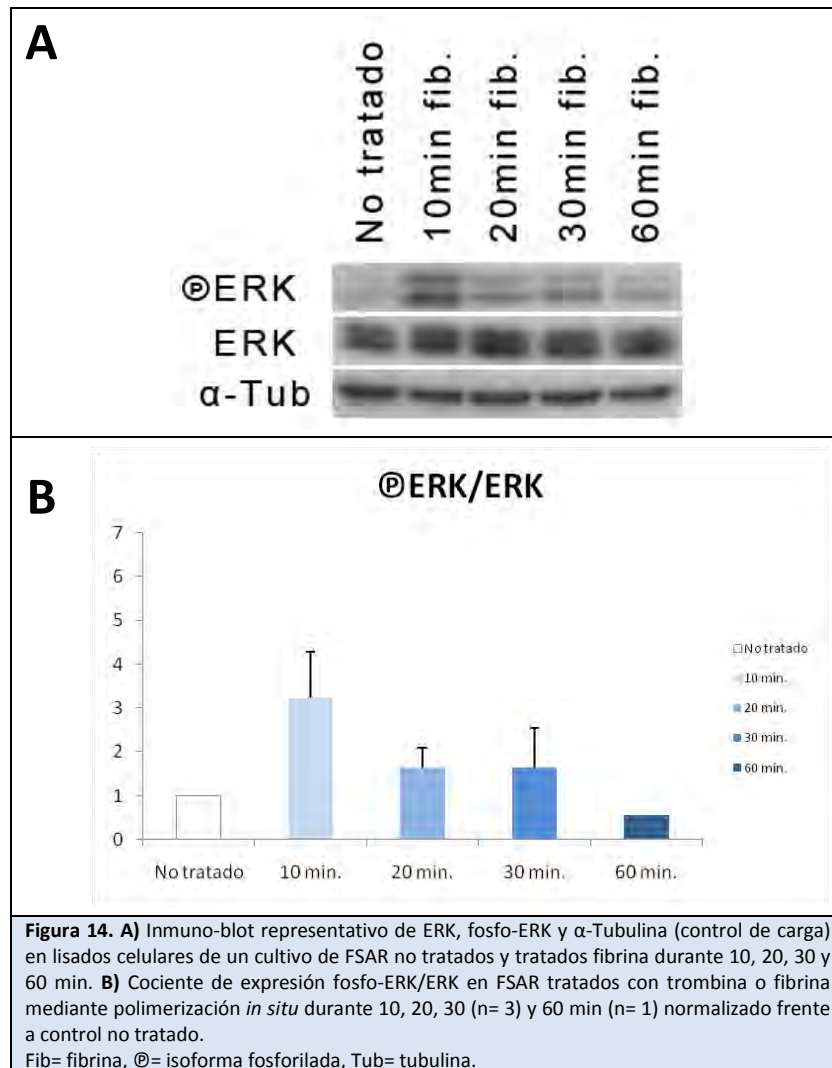 A
No tratado
10min fib.
20min fib.
30min fib.
60min fib.
ⓅERK
ERK
α-Tub
B
ⓅERK/ERK
7
6
5
4
3
2
1
0
No tratado
10 min.
20 min.
30 min.
60 min.
No tratado 10 min. 20 min. 30 min. 60 min.
Figura 14. A) Inmuno-blot representativo de ERK, fosfo-ERK y α-Tubulina (control de carga)
en lisados celulares de un cultivo de FSAR no tratados y tratados fibrina durante 10, 20, 30 y
60 min. B) Cociente de expresión fosfo-ERK/ERK en FSAR tratados con trombina o fibrina
mediante polimerización in situ durante 10, 20, 30 (n= 3) y 60 min (n= 1) normalizado frente
a control no tratado.
Fib= fibrina, Ⓟ= isoforma fosforilada, Tub= tubulina.